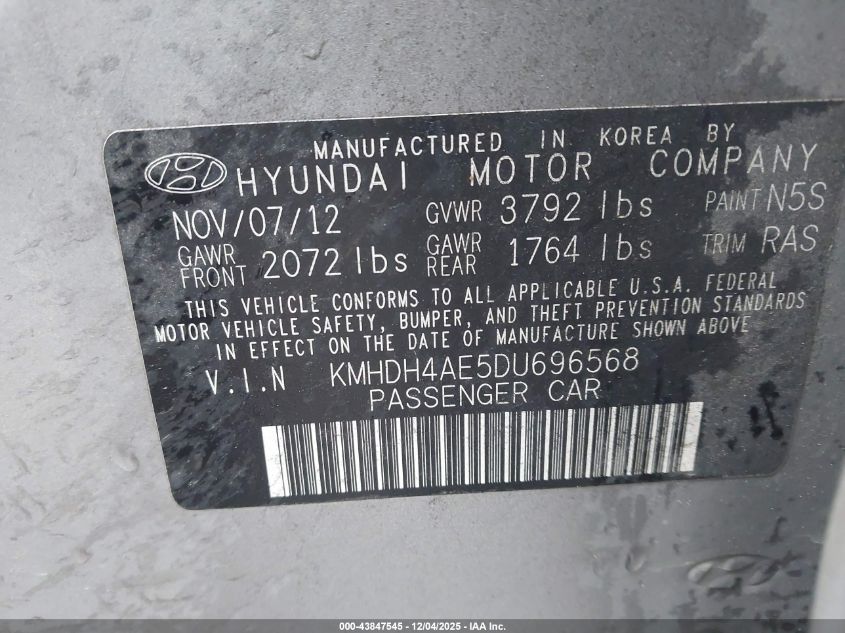 MANUFACTURED IN KOREA BY
HYUNDAI MOTOR COMPANY
NOV/07/12 GVWR 3792 lbs PAINT N5S
GAWR FRONT 2072 lbs GAWR REAR 1764 lbs TRIM RAS
THIS VEHICLE CONFORMS TO ALL APPLICABLE U.S.A. FEDERAL
MOTOR VEHICLE SAFETY, BUMPER, AND THEFT PREVENTION STANDARDS
IN EFFECT ON THE DATE OF MANUFACTURE SHOWN ABOVE
V.I.N KMHDH4AE5DU696568
PASSENGER CAR
000-43847545 - 12/04/2025 - IAA Inc.